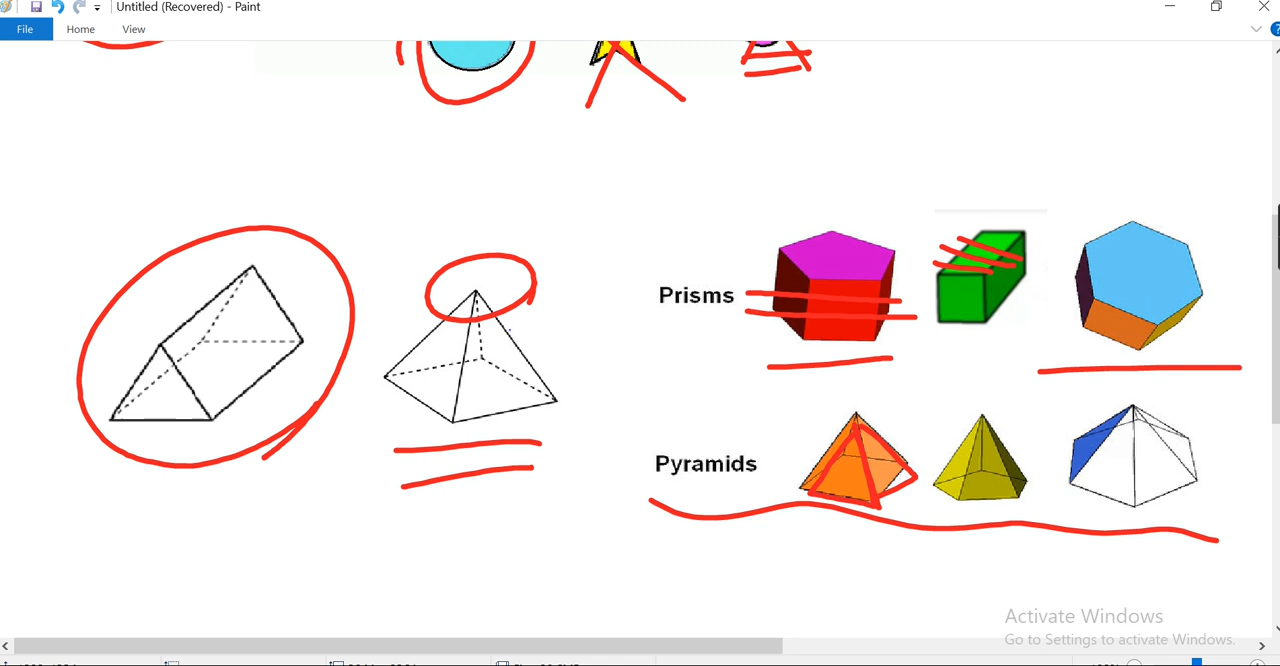 Untitled (Recovered) - Paint
File Home View
Prisms
Pyramids
Activate Windows
Go to Settings to activate Windows.